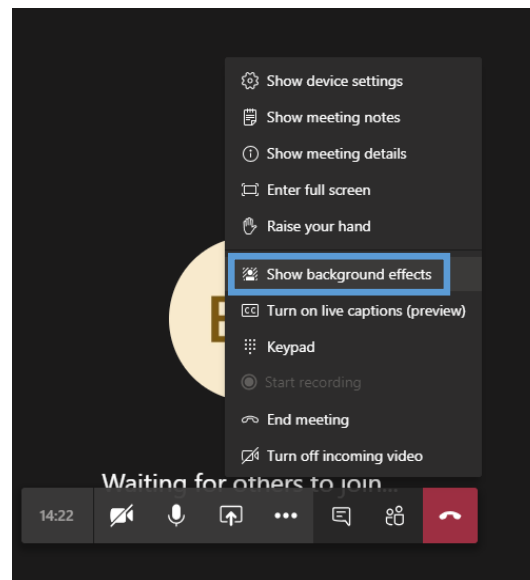 Show device settings
Show meeting notes
Show meeting details
Enter full screen
Raise your hand
Show background effects
CC Turn on live captions (preview)
Keypad
Start recording
End meeting
Turn off incoming video
Waiting for others to join...
14:22